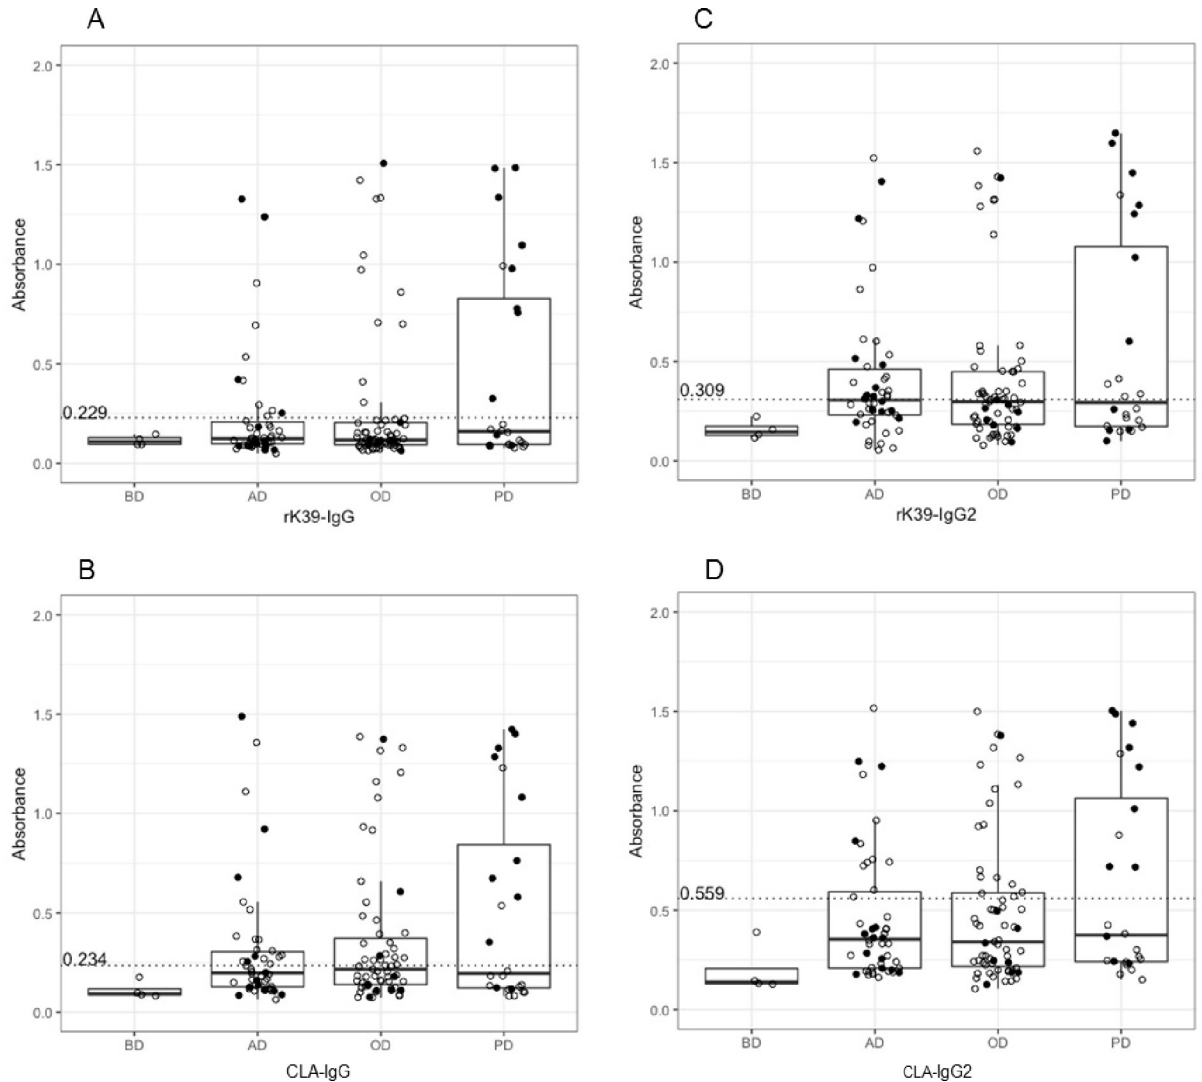 A
Absorbance
2.0
1.5
1.0
0.5
0.0
0.229
BD AD OD PD
rK39-IgG
C
Absorbance
2.0
1.5
1.0
0.5
0.0
0.309
BD AD OD PD
rK39-IgG2
B
Absorbance
2.0
1.5
1.0
0.5
0.0
0.234
BD AD OD PD
CLA-IgG
D
Absorbance
2.0
1.5
1.0
0.5
0.0
0.559
BD AD OD PD
CLA-IgG2